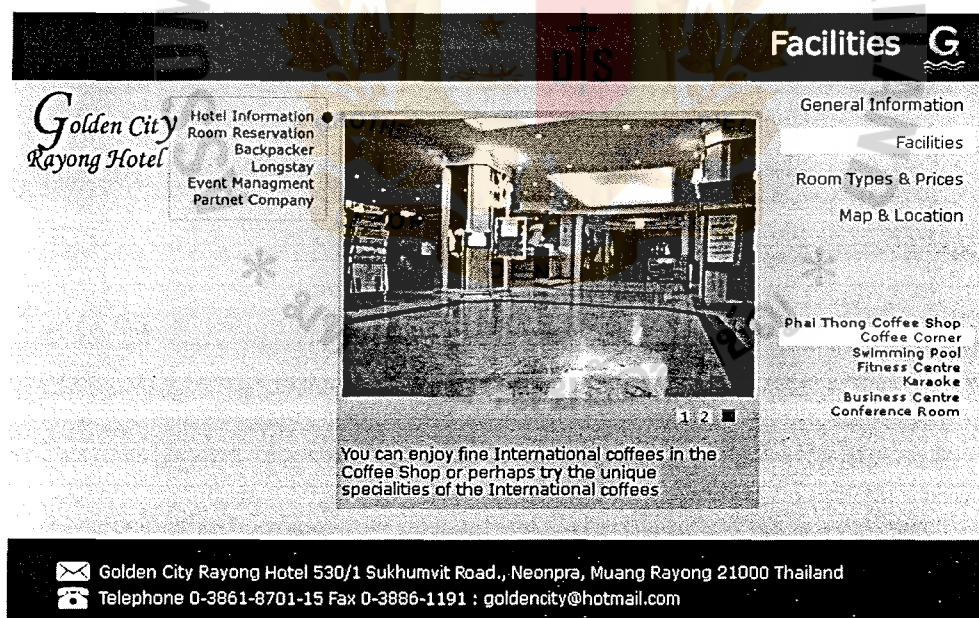 Facilities G
Golden City
Rayong Hotel
Hotel Information
Room Reservation
Backpacker
Longstay
Event Managment
Partnet Company
General Information
Facilities
Room Types & Prices
Map & Location
Phai Thong Coffee Shop
Coffee Corner
Swimming Pool
Fitness Centre
Karaoke
Business Centre
Conference Room
1 2
You can enjoy fine International coffees in the
Coffee Shop or perhaps try the unique
specialities of the International coffees
Golden City Rayong Hotel 530/1 Sukhumvit Road., Neonpra, Muang Rayong 21000 Thailand
Telephone 0-3861-8701-15 Fax 0-3886-1191 : goldencity@hotmail.com